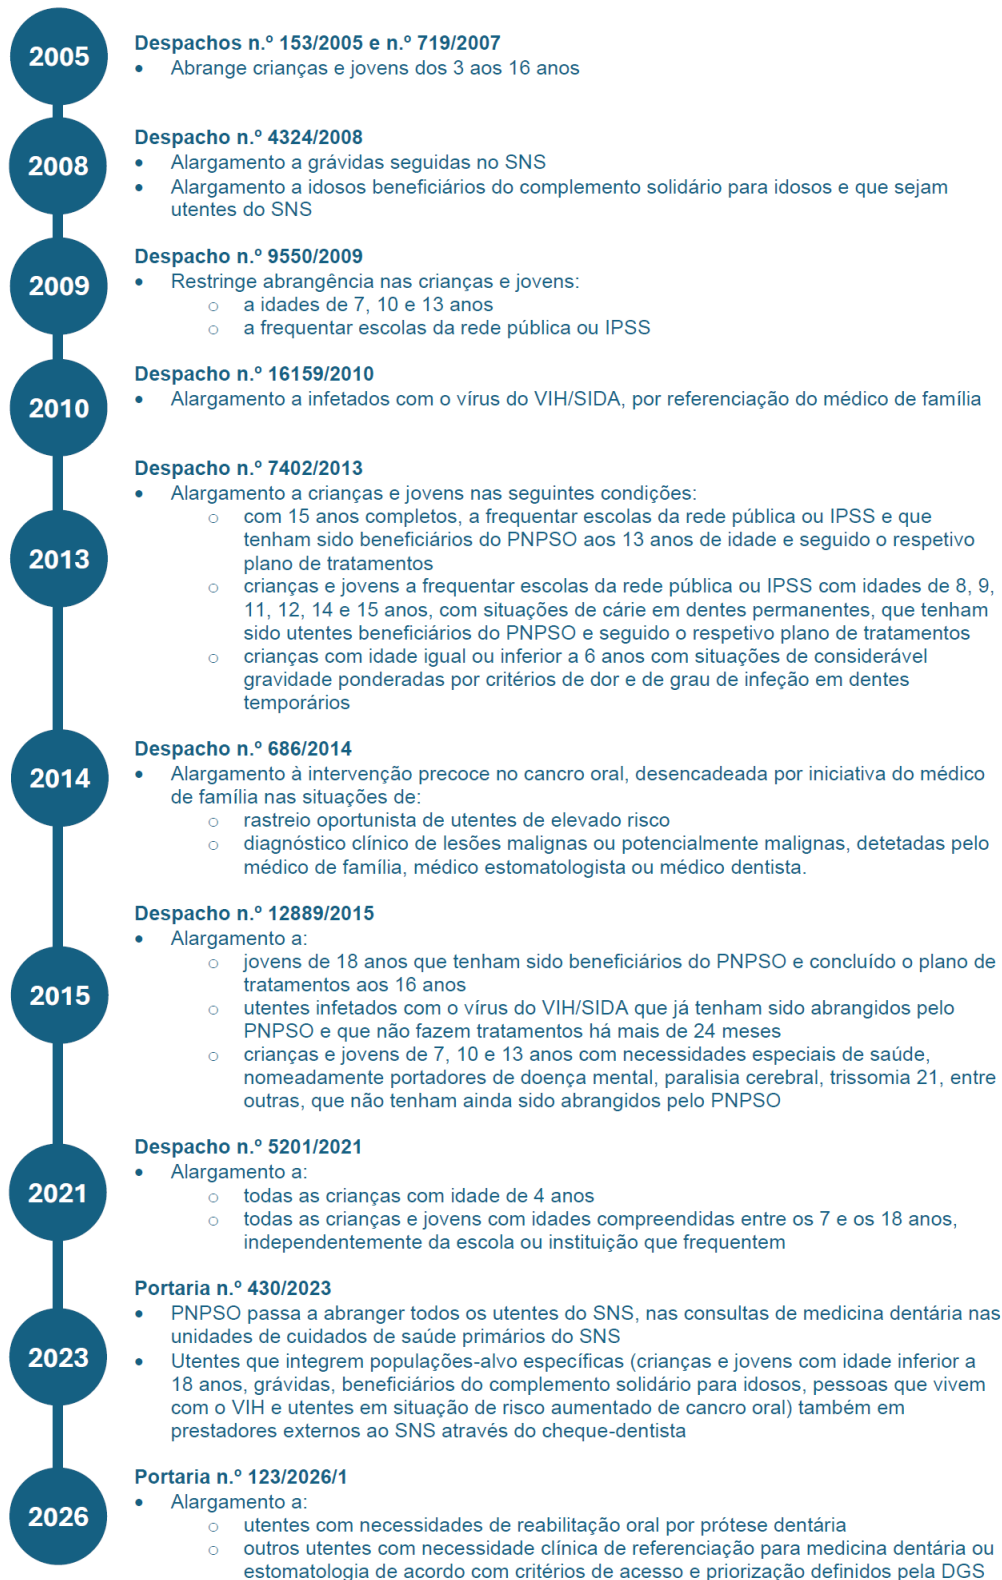 2005
Despachos n.º 153/2005 e n.º 719/2007
• Abrange crianças e jovens dos 3 aos 16 anos
2008
Despacho n.º 4324/2008
• Alargamento a grávidas seguidas no SNS
• Alargamento a idosos beneficiários do complemento solidário para idosos e que sejam
utentes do SNS
2009
Despacho n.º 9550/2009
• Restringe abrangência nas crianças e jovens:
○ a idades de 7, 10 e 13 anos
○ a frequentar escolas da rede pública ou IPSS
2010
Despacho n.º 16159/2010
• Alargamento a infetados com o vírus do VIH/SIDA, por referenciação do médico de família
2013
Despacho n.º 7402/2013
• Alargamento a crianças e jovens nas seguintes condições:
○ com 15 anos completos, a frequentar escolas da rede pública ou IPSS e que
tenham sido beneficiários do PNPSO aos 13 anos de idade e seguido o respetivo
plano de tratamentos
○ crianças e jovens a frequentar escolas da rede pública ou IPSS com idades de 8, 9,
11, 12, 14 e 15 anos, com situações de cárie em dentes permanentes, que tenham
sido utentes beneficiários do PNPSO e seguido o respetivo plano de tratamentos
○ crianças com idade igual ou inferior a 6 anos com situações de considerável
gravidade ponderadas por critérios de dor e de grau de infeção em dentes
temporários
2014
Despacho n.º 686/2014
• Alargamento à intervenção precoce no cancro oral, desencadeada por iniciativa do médico
de família nas situações de:
○ rastreio oportunista de utentes de elevado risco
○ diagnóstico clínico de lesões malignas ou potencialmente malignas, detetadas pelo
médico de família, médico estomatologista ou médico dentista.
2015
Despacho n.º 12889/2015
• Alargamento a:
○ jovens de 18 anos que tenham sido beneficiários do PNPSO e concluído o plano de
tratamentos aos 16 anos
○ utentes infetados com o vírus do VIH/SIDA que já tenham sido abrangidos pelo
PNPSO e que não fazem tratamentos há mais de 24 meses
○ crianças e jovens de 7, 10 e 13 anos com necessidades especiais de saúde,
nomeadamente portadores de doença mental, paralisia cerebral, trissomia 21, entre
outras, que não tenham ainda sido abrangidos pelo PNPSO
2021
Despacho n.º 5201/2021
• Alargamento a:
○ todas as crianças com idade de 4 anos
○ todas as crianças e jovens com idades compreendidas entre os 7 e os 18 anos,
independentemente da escola ou instituição que frequentem
2023
Portaria n.º 430/2023
• PNPSO passa a abranger todos os utentes do SNS, nas consultas de medicina dentária nas
unidades de cuidados de saúde primários do SNS
• Utentes que integrem populações-alvo específicas (crianças e jovens com idade inferior a
18 anos, grávidas, beneficiários do complemento solidário para idosos, pessoas que vivem
com o VIH e utentes em situação de risco aumentado de cancro oral) também em
prestadores externos ao SNS através do cheque-dentista
2026
Portaria n.º 123/2026/1
• Alargamento a:
○ utentes com necessidades de reabilitação oral por prótese dentária
○ outros utentes com necessidade clínica de referenciação para medicina dentária ou
estomatologia de acordo com critérios de acesso e priorização definidos pela DGS